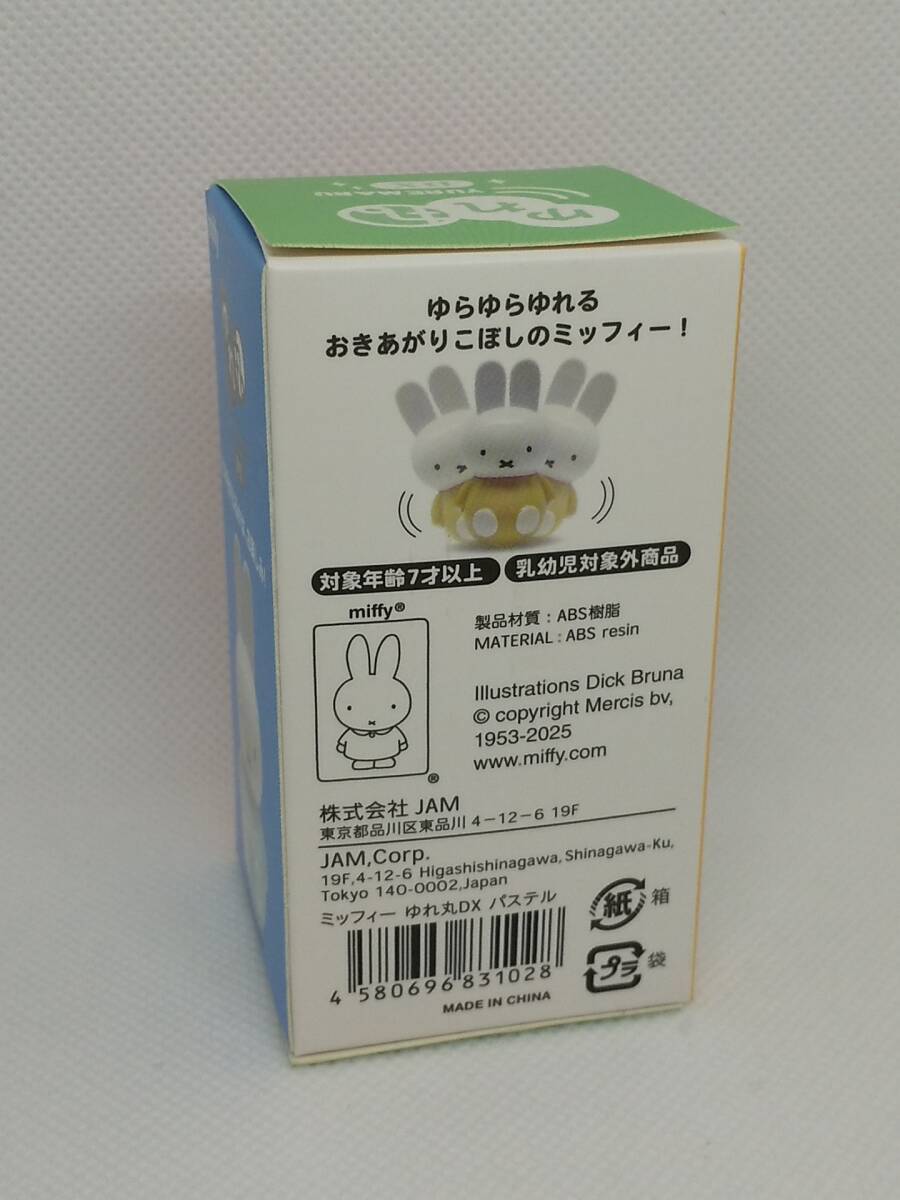 ゆれ丸
YURE-MARU
DX
ゆらゆらゆれる
おきあがりこぼしのミッフィー!
対象年齢7才以上
乳幼児対象外商品
miffy®
製品材質 : ABS樹脂
MATERIAL : ABS resin
®
Illustrations Dick Bruna
© copyright Mercis bv,
1953-2025
www.miffy.com
株式会社 JAM
東京都品川区東品川 4-12-6 19F
JAM,Corp.
19F,4-12-6 Higashishinagawa, Shinagawa-Ku,
Tokyo 140-0002,Japan
ミッフィー ゆれ丸DX パステル
4 580696 831028
MADE IN CHINA
紙 箱
プラ 袋